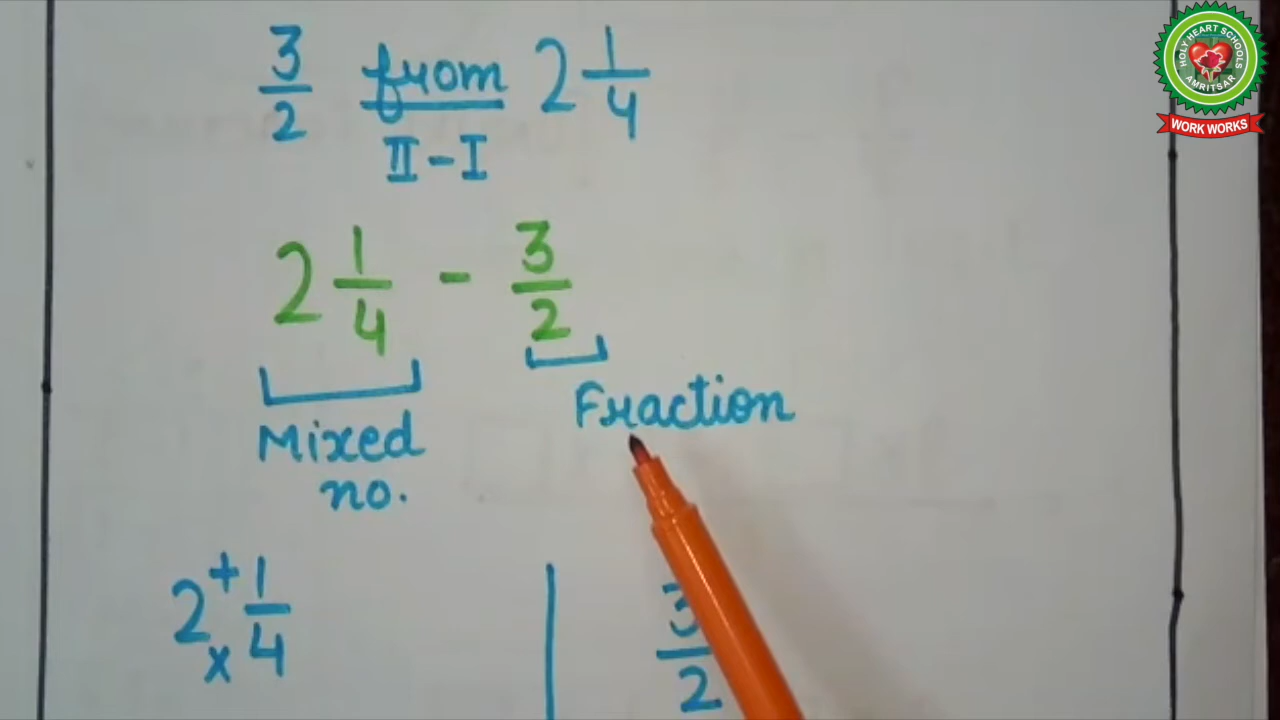 3/2 from 2 1/4
II - I
2 1/4 - 3/2
Fraction
Mixed
no.
2 + 1/4
x
3/2
HOLY HEART SCHOOLS
AMRITSAR
WORK WORKS